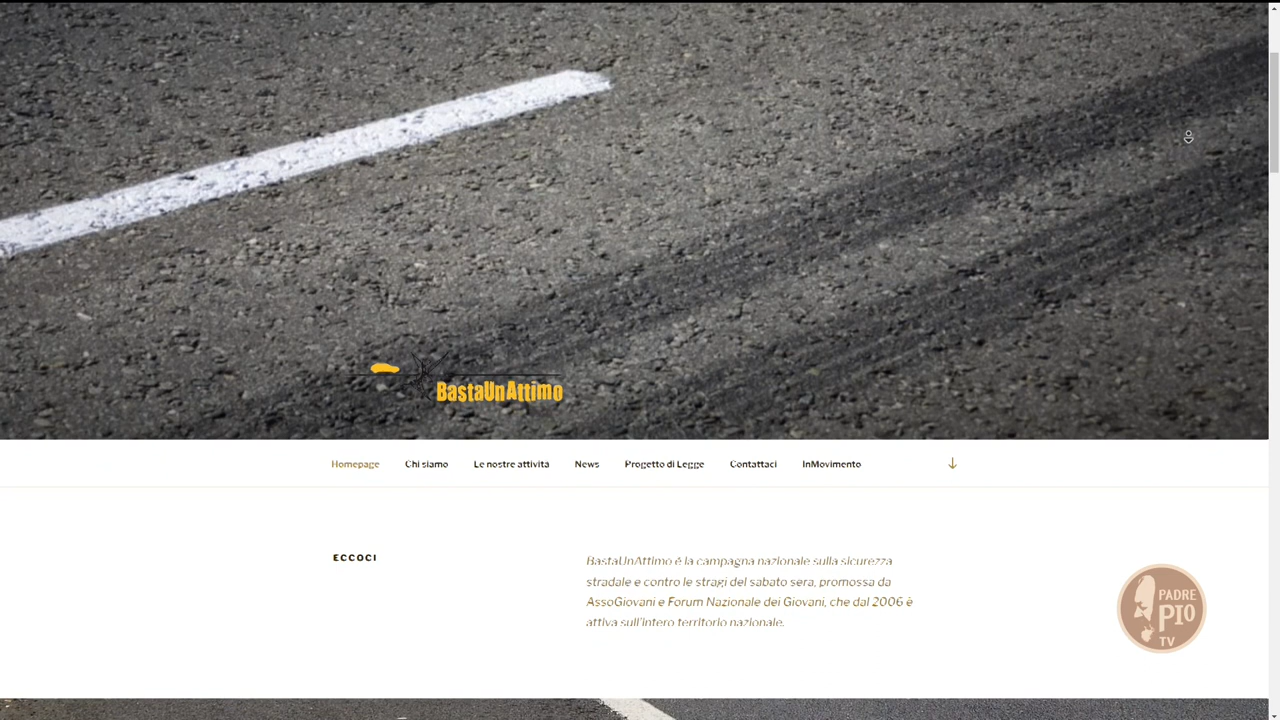 BastaUnAttimo
Homepage Chi siamo Le nostre attività News Progetto di Legge Contattaci InMovimento
ECCOCI
BastaUnAttimo è la campagna nazionale sulla sicurezza
stradale e contro le stragi del sabato sera, promossa da
AssoGiovani e Forum Nazionale dei Giovani, che dal 2006 è
attiva sull'intero territorio nazionale.
PADRE
PIO
TV